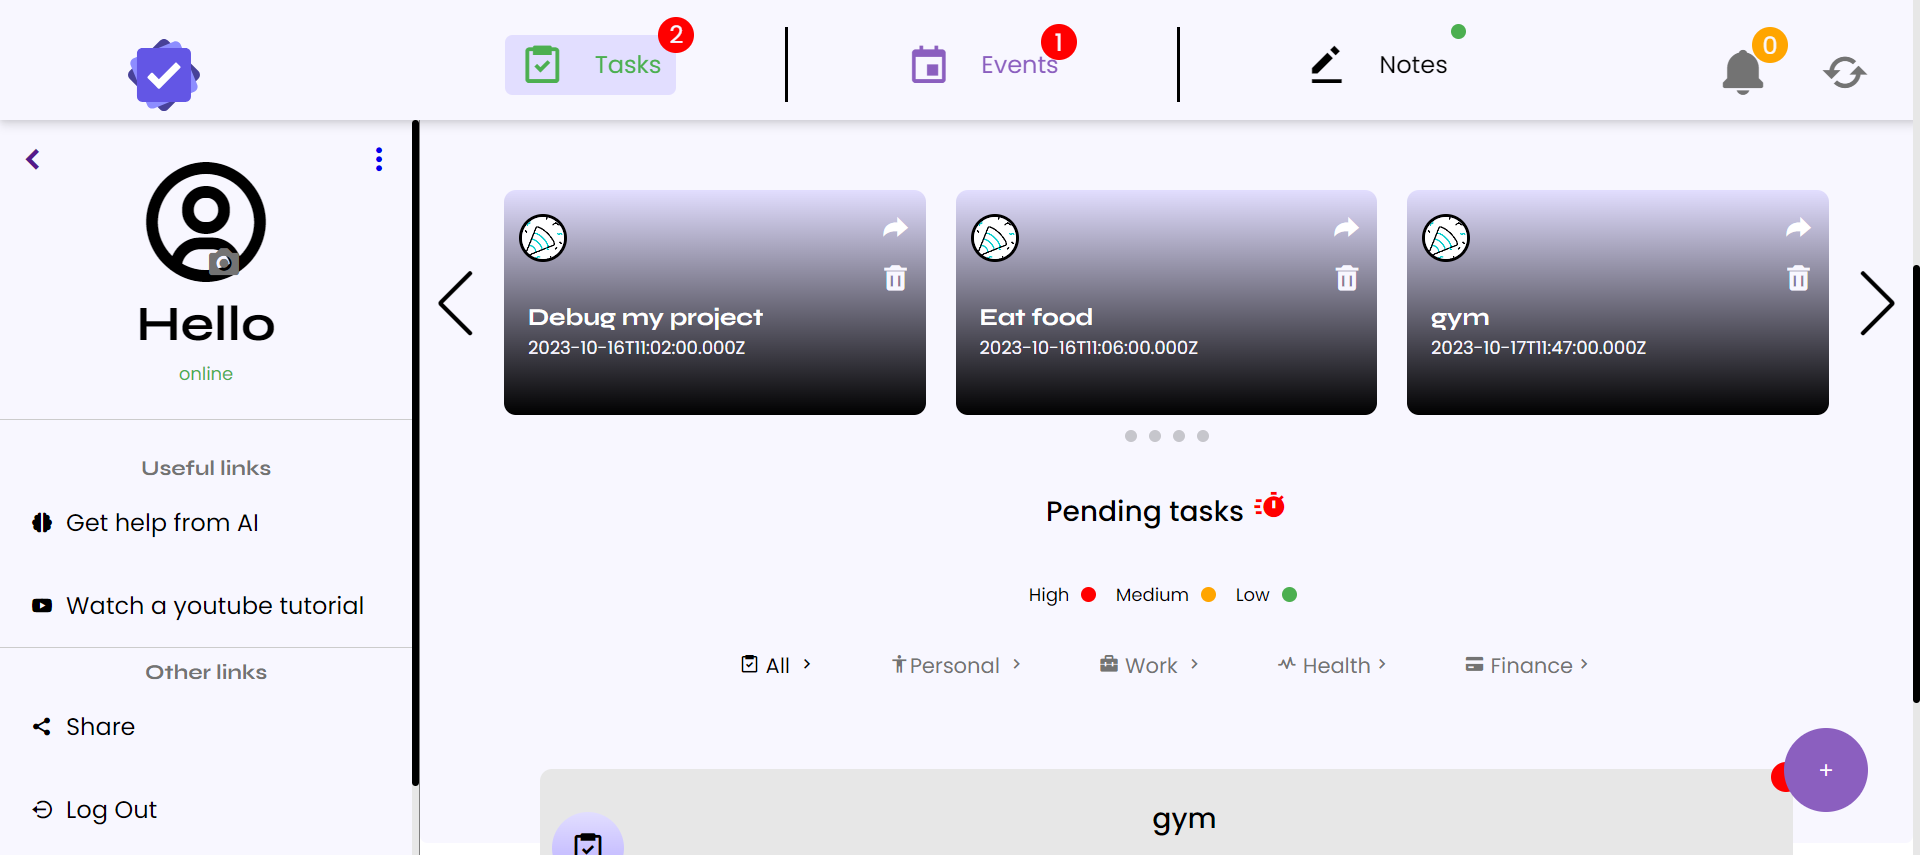 Tasks
2
Events
1
Notes
0
Hello
online
Useful links
Get help from AI
Watch a youtube tutorial
Other links
Share
Log Out
Debug my project
2023-10-16T11:02:00.000Z
Eat food
2023-10-16T11:06:00.000Z
gym
2023-10-17T11:47:00.000Z
Pending tasks
High Medium Low
All Personal Work Health Finance
+
gym